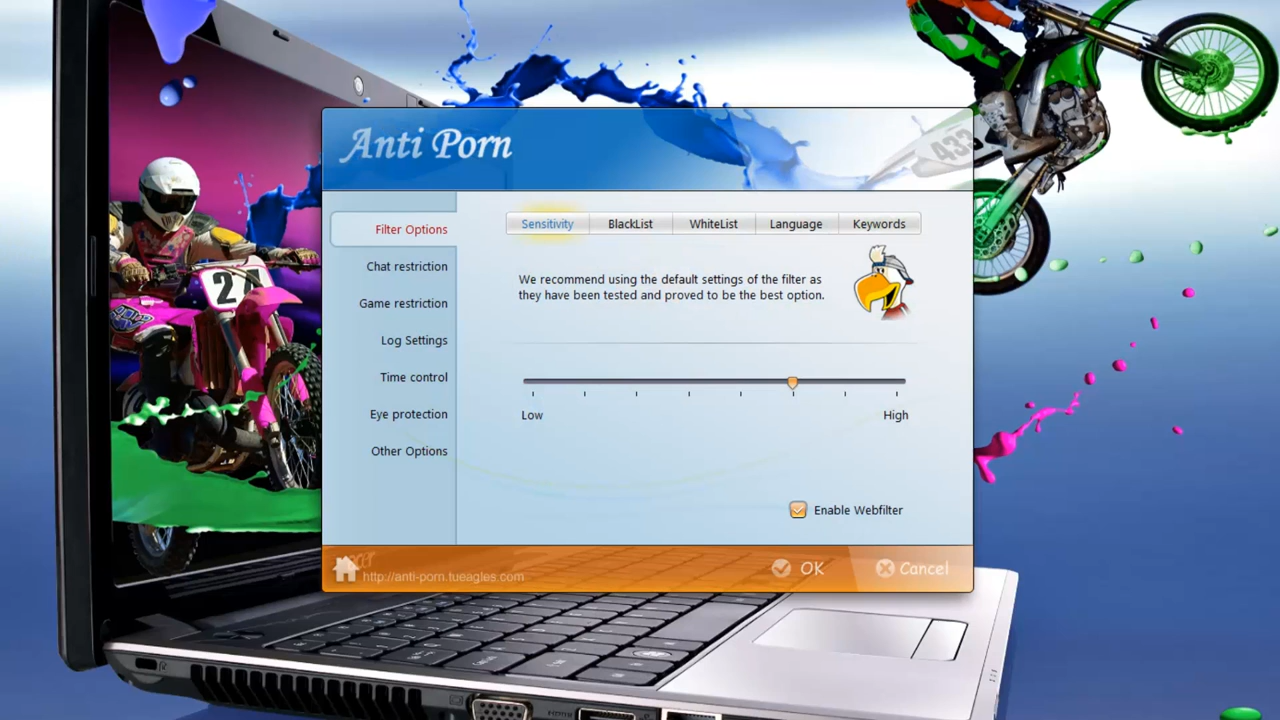 Anti Porn
433
2
Filter Options
Chat restriction
Game restriction
Log Settings
Time control
Eye protection
Other Options
Sensitivity BlackList WhiteList Language Keywords
We recommend using the default settings of the filter as
they have been tested and proved to be the best option.
Low High
Enable Webfilter
http://anti-porn.tueagles.com
OK Cancel